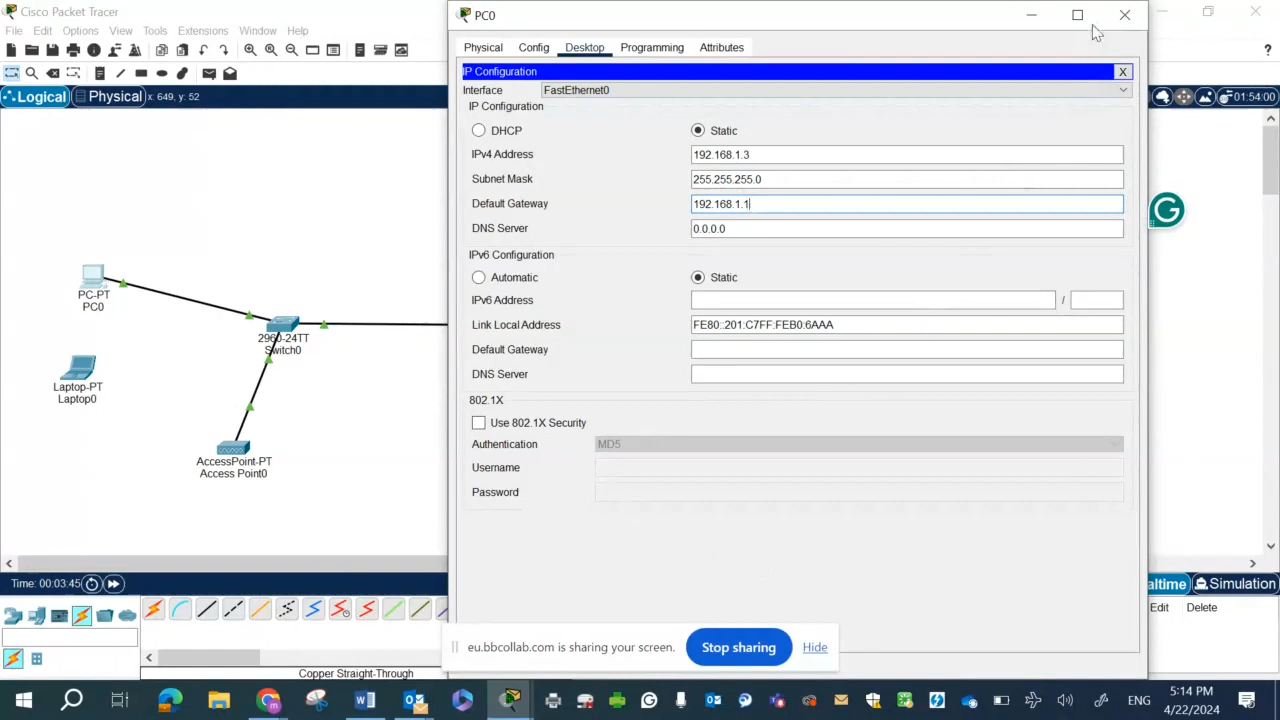 Cisco Packet Tracer
PC0
File Edit Options View Tools Extensions Window Help
Physical Config Desktop Programming Attributes
IP Configuration X
Interface FastEthernet0
Logical Physical x: 649, y: 52
01:54:00
IP Configuration
DHCP Static
IPv4 Address 192.168.1.3
Subnet Mask 255.255.255.0
Default Gateway 192.168.1.1
DNS Server 0.0.0.0
IPv6 Configuration
Automatic Static
IPv6 Address /
Link Local Address FE80::201:C7FF:FEB0:6AAA
Default Gateway
DNS Server
802.1X
Use 802.1X Security
Authentication MD5
Username
Password
PC-PT
PC0
2960-24TT
Switch0
Laptop-PT
Laptop0
AccessPoint-PT
Access Point0
Time: 00:03:45
altime Simulation
Edit Delete
eu.bbcollab.com is sharing your screen. Stop sharing Hide
Copper Straight-Through
ENG
5:14 PM
4/22/2024